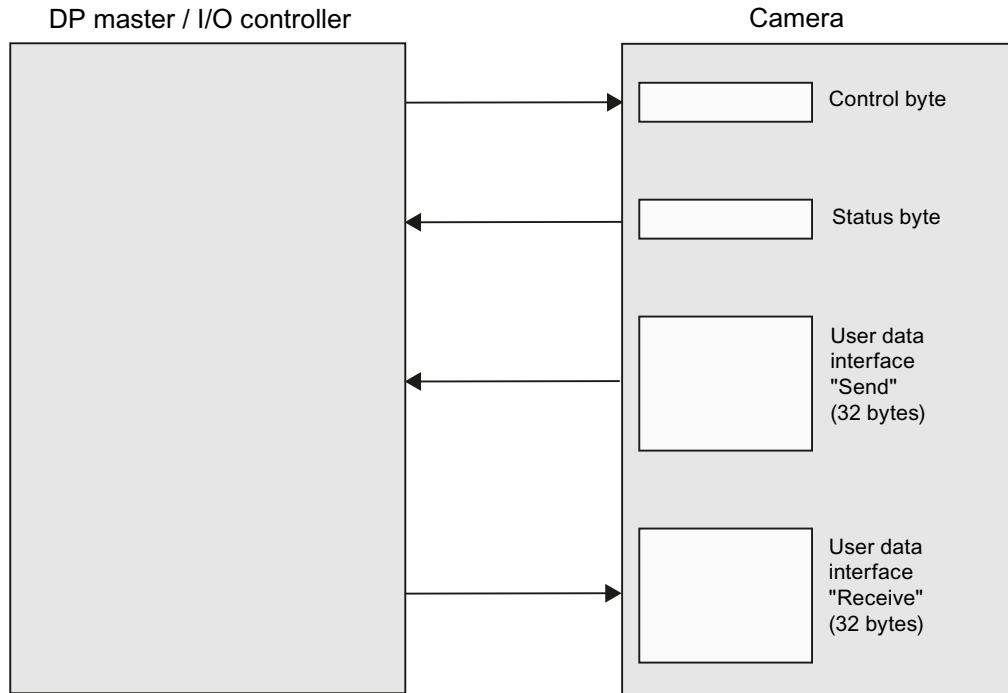 DP master / I/O controller
Camera
Control byte
Status byte
User data
interface
"Send"
(32 bytes)
User data
interface
"Receive"
(32 bytes)